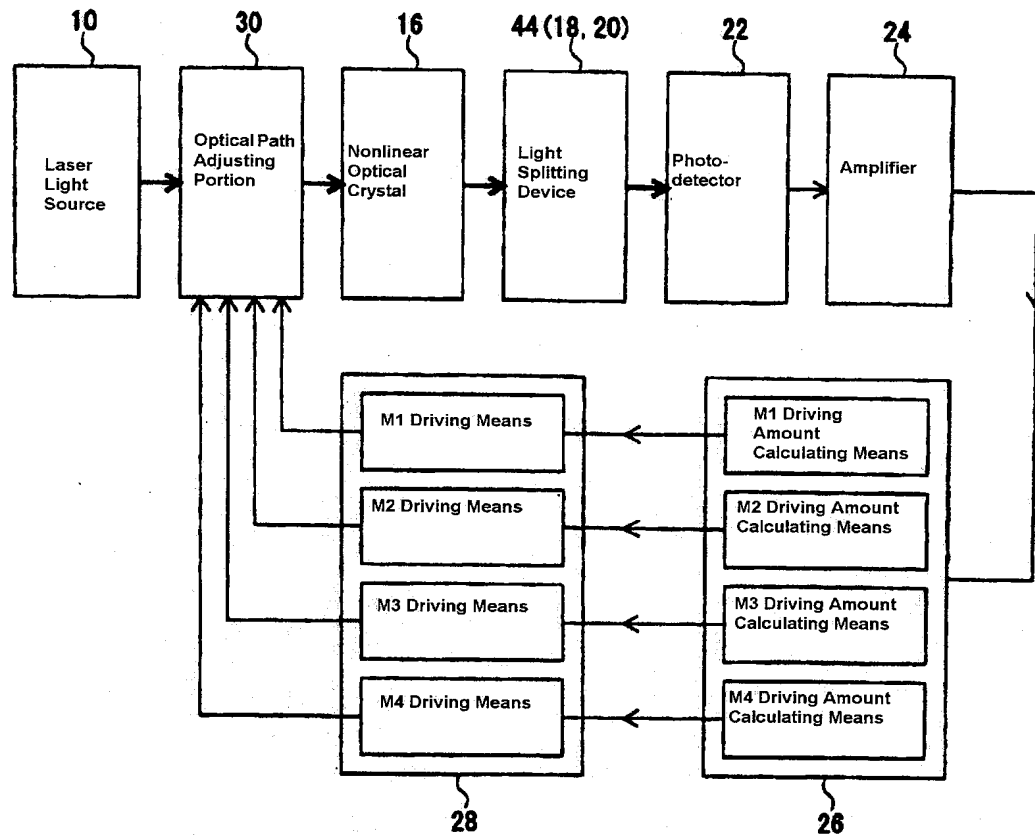 10
30
16
44 (18, 20)
22
24
Laser
Light
Source
Optical Path
Adjusting
Portion
Nonlinear
Optical
Crystal
Light
Splitting
Device
Photo-
detector
Amplifier
M1 Driving Means
M2 Driving Means
M3 Driving Means
M4 Driving Means
M1 Driving
Amount
Calculating Means
M2 Driving Amount
Calculating Means
M3 Driving Amount
Calculating Means
M4 Driving Amount
Calculating Means
28
26